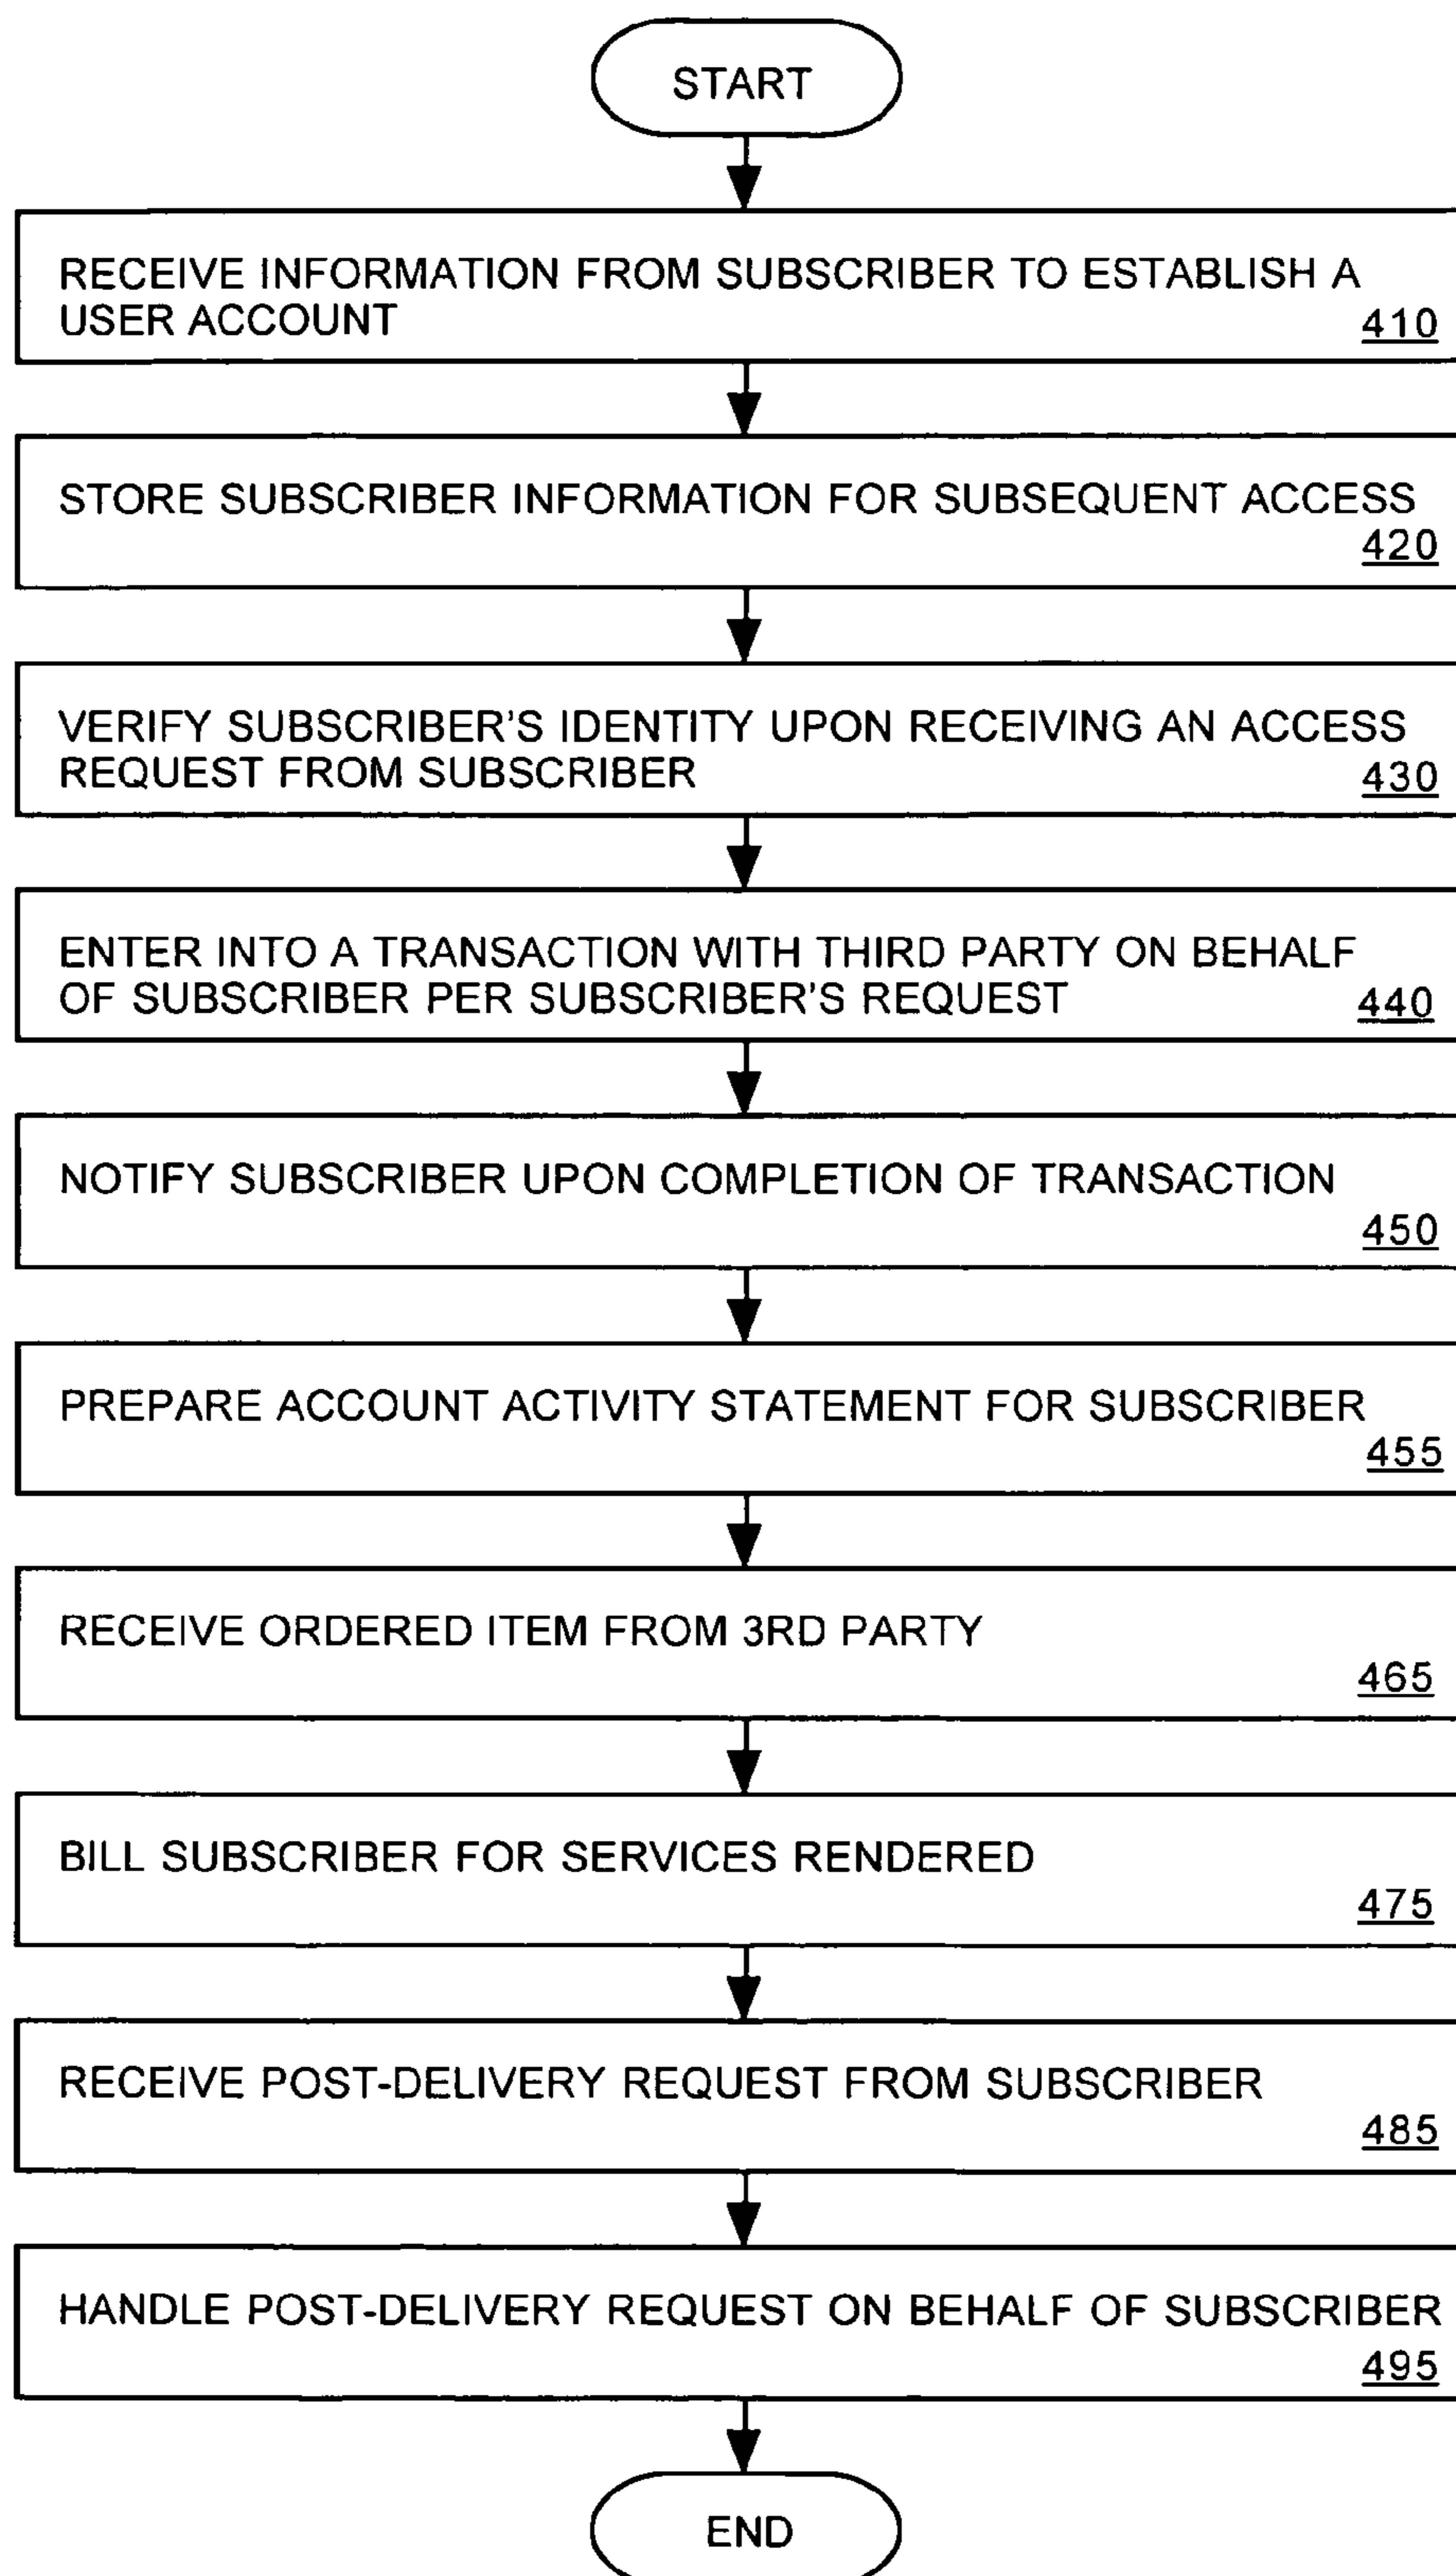 START
RECEIVE INFORMATION FROM SUBSCRIBER TO ESTABLISH A
USER ACCOUNT
410
STORE SUBSCRIBER INFORMATION FOR SUBSEQUENT ACCESS
420
VERIFY SUBSCRIBER'S IDENTITY UPON RECEIVING AN ACCESS
REQUEST FROM SUBSCRIBER
430
ENTER INTO A TRANSACTION WITH THIRD PARTY ON BEHALF
OF SUBSCRIBER PER SUBSCRIBER'S REQUEST
440
NOTIFY SUBSCRIBER UPON COMPLETION OF TRANSACTION
450
PREPARE ACCOUNT ACTIVITY STATEMENT FOR SUBSCRIBER
455
RECEIVE ORDERED ITEM FROM 3RD PARTY
465
BILL SUBSCRIBER FOR SERVICES RENDERED
475
RECEIVE POST-DELIVERY REQUEST FROM SUBSCRIBER
485
HANDLE POST-DELIVERY REQUEST ON BEHALF OF SUBSCRIBER
495
END